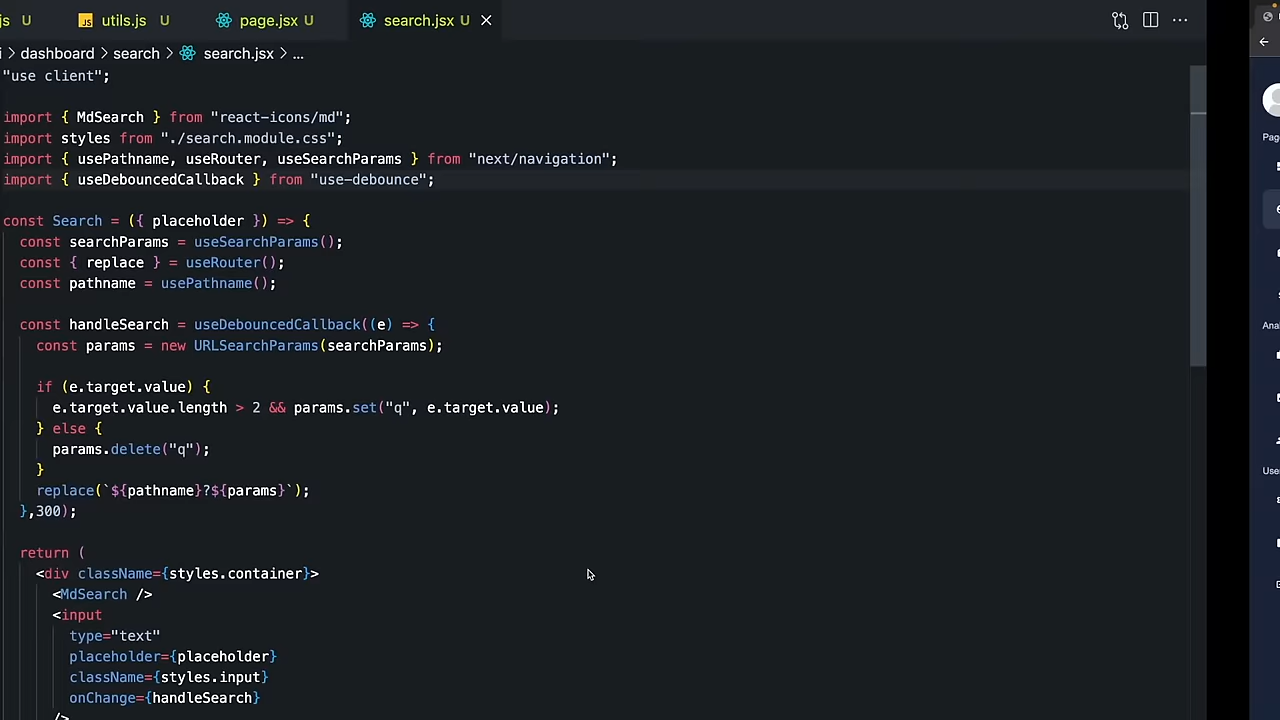 js U utils.js U page.jsx U search.jsx U
i > dashboard > search > search.jsx > ...
"use client";
import { MdSearch } from "react-icons/md";
import styles from "./search.module.css";
import { usePathname, useRouter, useSearchParams } from "next/navigation";
import { useDebouncedCallback } from "use-debounce";
const Search = ({ placeholder }) => {
const searchParams = useSearchParams();
const { replace } = useRouter();
const pathname = usePathname();
const handleSearch = useDebouncedCallback((e) => {
const params = new URLSearchParams(searchParams);
if (e.target.value) {
e.target.value.length > 2 && params.set("q", e.target.value);
} else {
params.delete("q");
}
replace(`${pathname}?${params}`);
},300);
return (
<div className={styles.container}>
<MdSearch />
<input
type="text"
placeholder={placeholder}
className={styles.input}
onChange={handleSearch}
/>
Page
Ana
Use